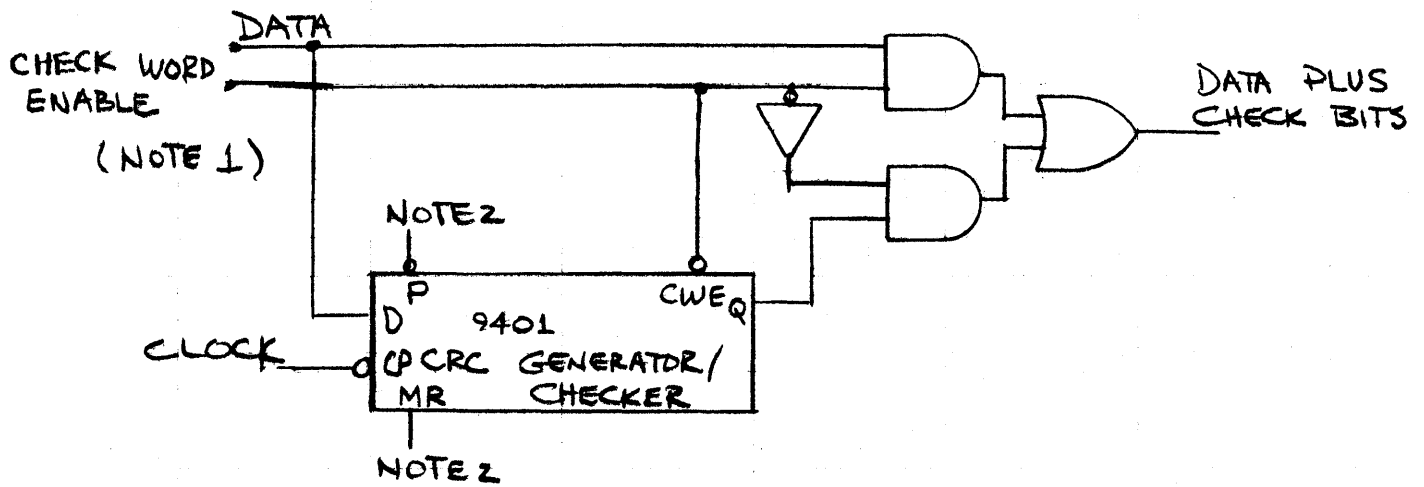 DATA
CHECK WORD
ENABLE
(NOTE 1)
DATA PLUS
CHECK BITS
NOTE 2
P
CWE
Q
D
9401
CLOCK
CP CRC GENERATOR/
MR CHECKER
NOTE 2